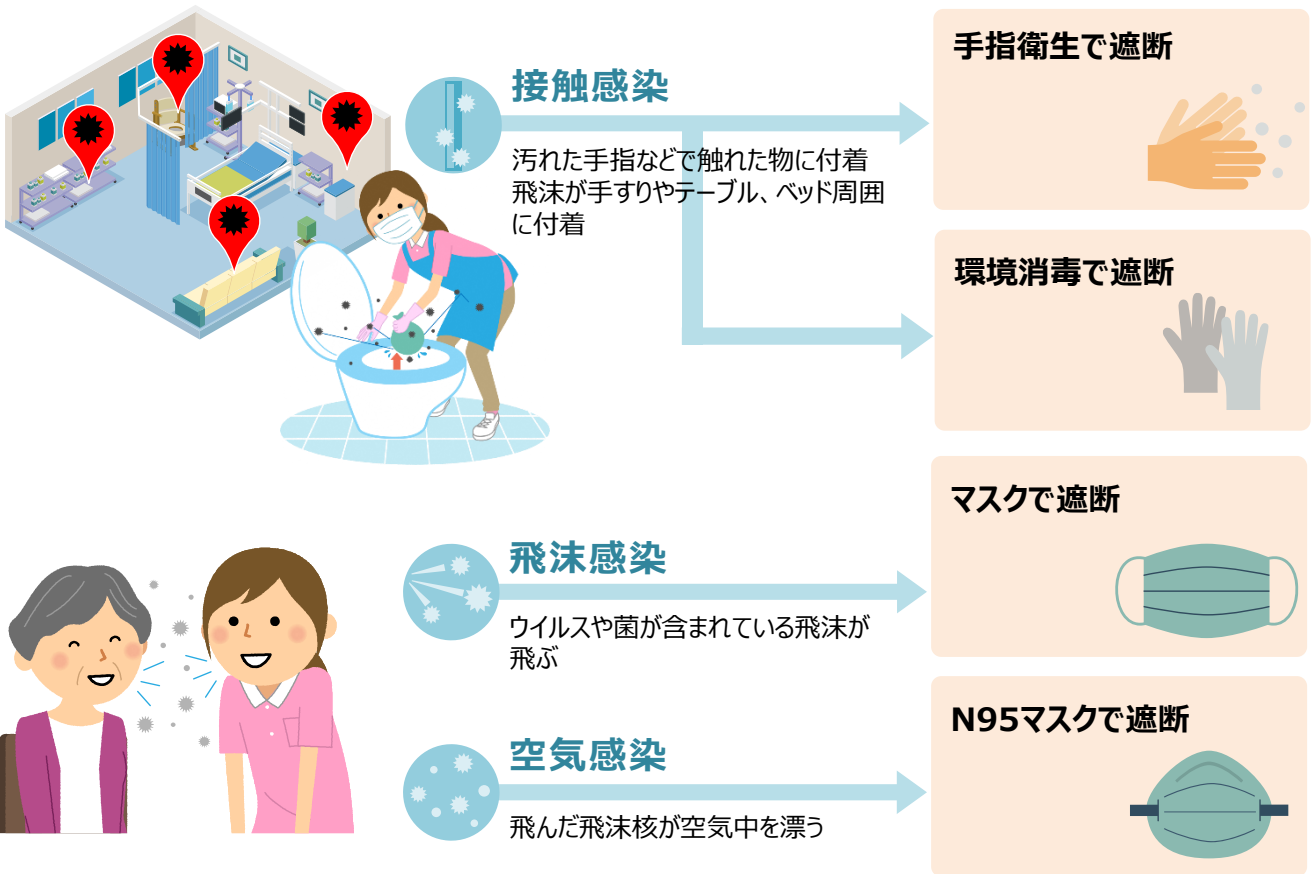 接触感染
汚れた手指などで触れた物に付着
飛沫が手すりやテーブル、ベッド周囲
に付着
手指衛生で遮断
環境消毒で遮断
飛沫感染
ウイルスや菌が含まれている飛沫が
飛ぶ
マスクで遮断
空気感染
飛んだ飛沫核が空気中を漂う
N95マスクで遮断